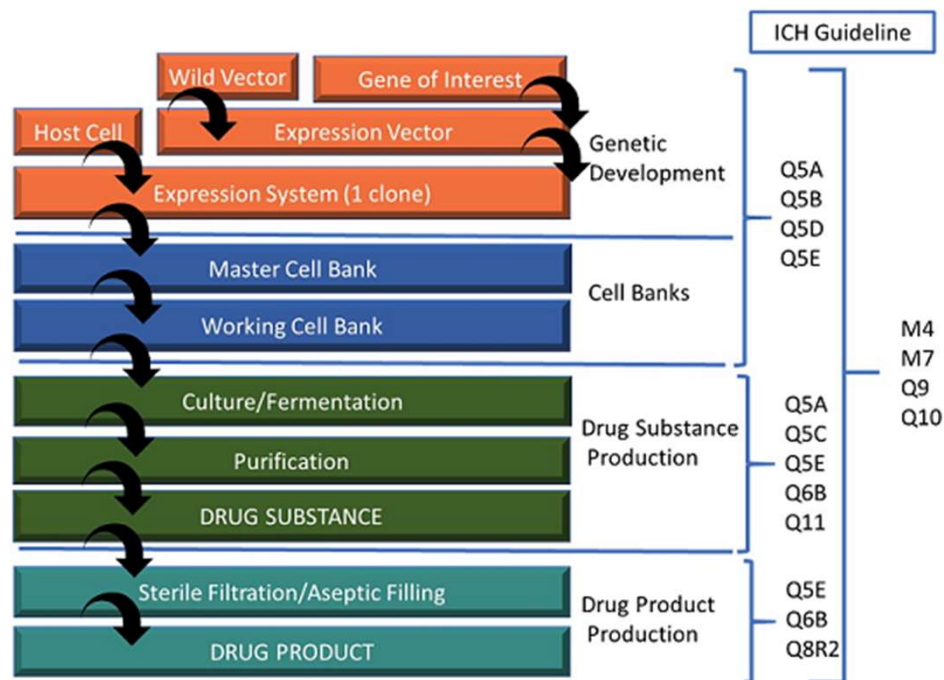 ICH Guideline
Wild Vector
Gene of Interest
Host Cell
Expression Vector
Expression System (1 clone)
Genetic
Development
Master Cell Bank
Working Cell Bank
Cell Banks
Q5A
Q5B
Q5D
Q5E
Culture/Fermentation
Purification
DRUG SUBSTANCE
Drug Substance
Production
Q5A
Q5C
Q5E
Q6B
Q11
Sterile Filtration/Aseptic Filling
DRUG PRODUCT
Drug Product
Production
Q5E
Q6B
Q8R2
M4
M7
Q9
Q10